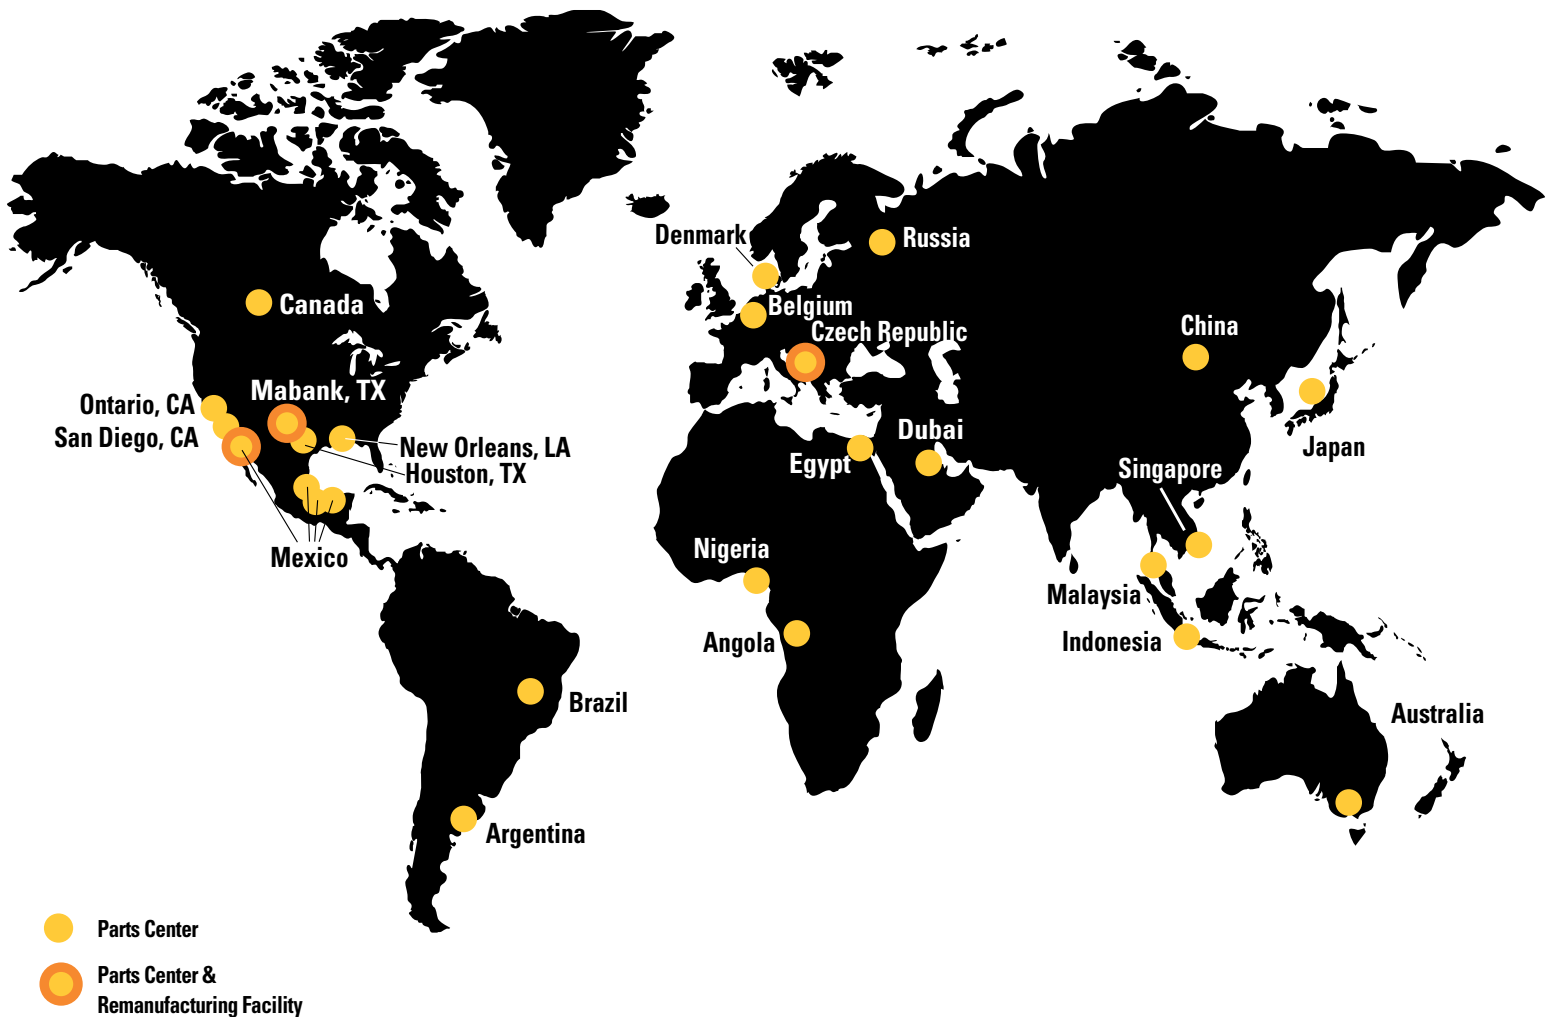 Denmark
Russia
Belgium
Canada
Czech Republic
China
Mabank, TX
Ontario, CA
San Diego, CA
New Orleans, LA
Houston, TX
Dubai
Egypt
Japan
Singapore
Mexico
Nigeria
Malaysia
Angola
Indonesia
Brazil
Australia
Argentina
Parts Center
Parts Center &
Remanufacturing Facility